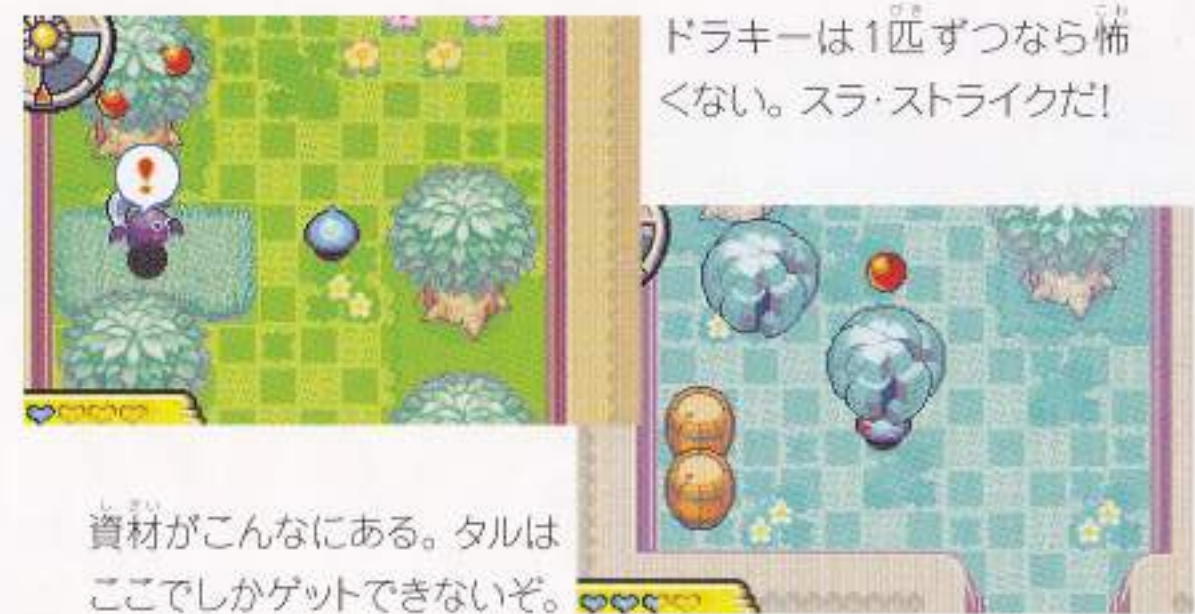 ドラキーは1匹ずつなら怖
くない。スラ・ストライクだ!
!
資材がこんなにある。タルは
ここでしかゲットできないぞ。